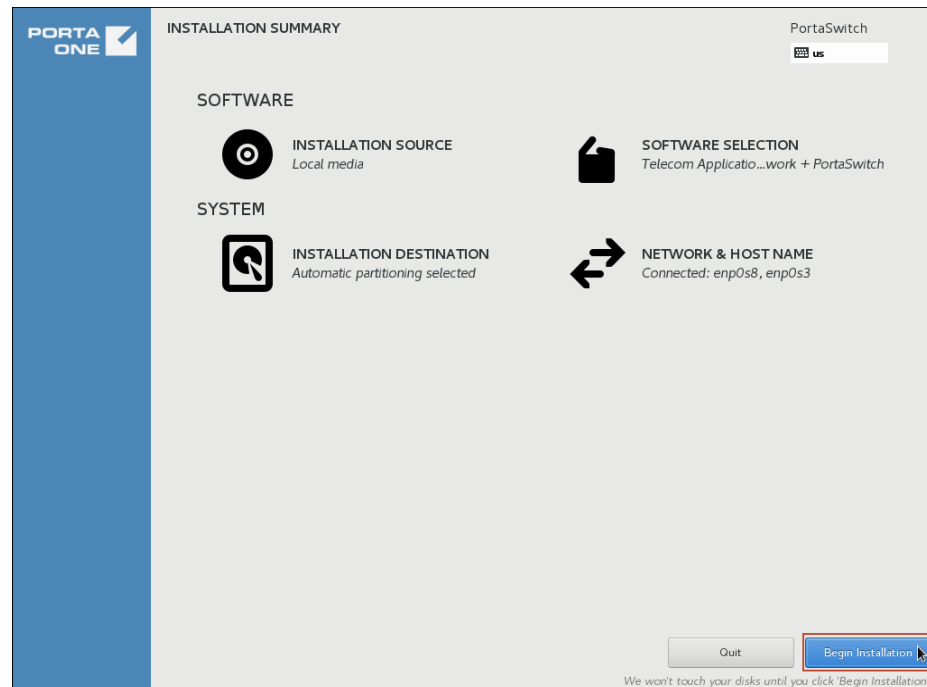 PORTA
ONE
INSTALLATION SUMMARY
PortaSwitch
us
SOFTWARE
INSTALLATION SOURCE
Local media
SOFTWARE SELECTION
Telecom Applicatio...work + PortaSwitch
SYSTEM
INSTALLATION DESTINATION
Automatic partitioning selected
NETWORK & HOST NAME
Connected: enp0s8, enp0s3
Quit
Begin Installation
We won't touch your disks until you click 'Begin Installation